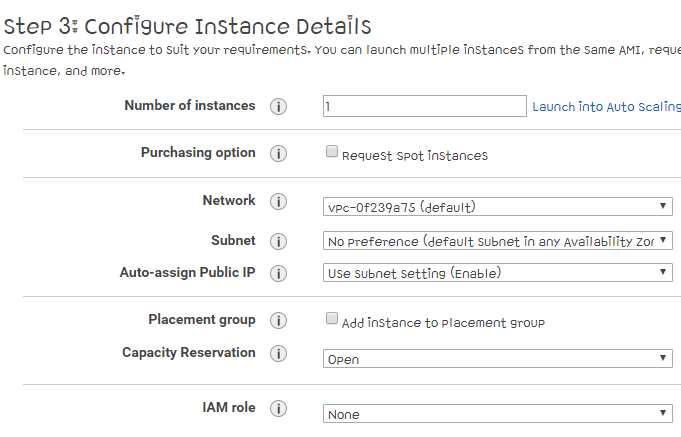 Step 3: Configure Instance Details
Configure the instance to suit your requirements. You can launch multiple instances from the same AMI, reque
instance, and more.
Number of instances i 1 Launch into Auto Scaling
Purchasing option i Request Spot instances
Network i vpc-0f239a75 (default)
Subnet i No preference (default subnet in any Availability Zor
Auto-assign Public IP i Use subnet setting (Enable)
Placement group i Add instance to placement group
Capacity Reservation i Open
IAM role i None